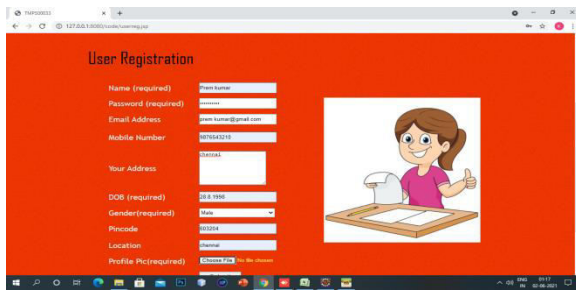 TMPS00033
127.0.0.1:8080/code/userreg.jsp
User Registration
Name (required) Prem kumar
Password (required) ••••••••••
Email Address prem kumar@gmail.com
Mobile Number 9876543210
Your Address chennai
DOB (required) 28.8.1996
Gender(required) Male
Pincode 603204
Location chennai
Profile Pic(required) Choose File No file chosen
ENG 01:17
IN 02-08-2021